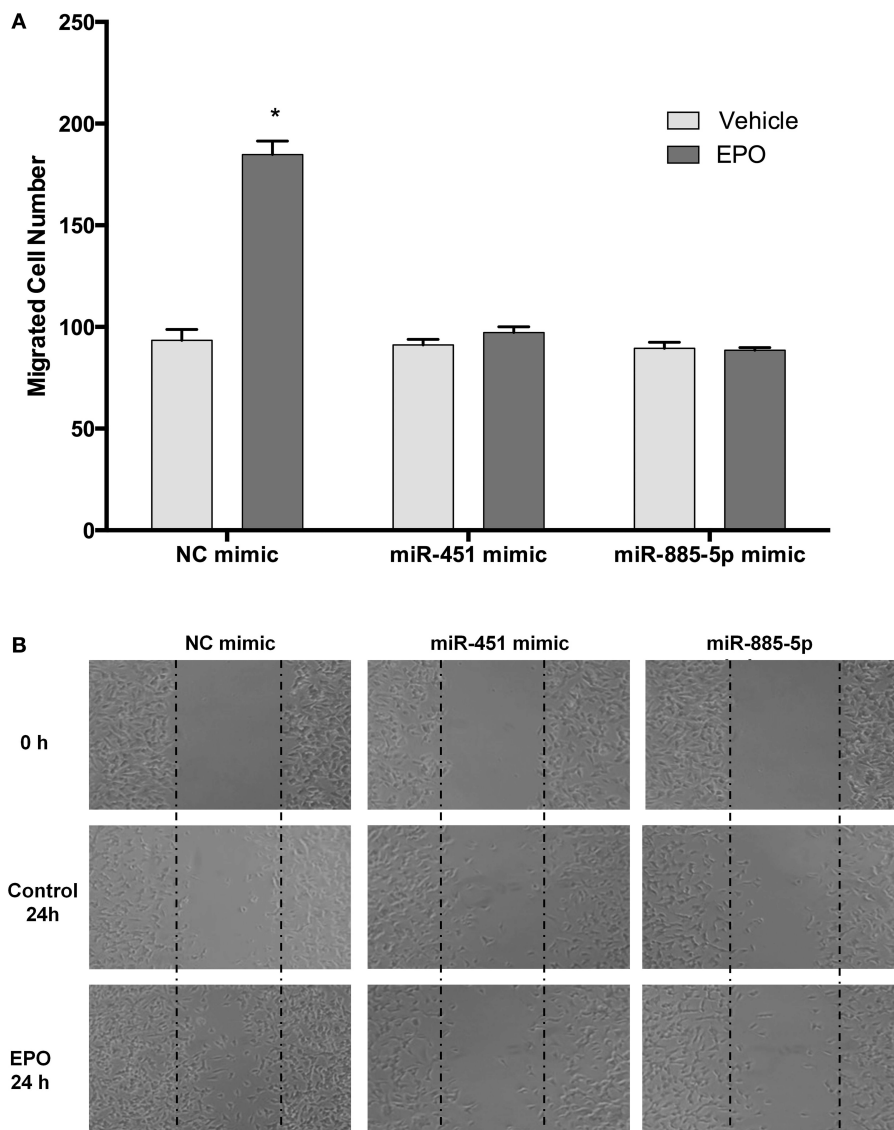 A
250
200
150
100
50
0
Migrated Cell Number
*
Vehicle
EPO
NC mimic
miR-451 mimic
miR-885-5p mimic
B
NC mimic
miR-451 mimic
miR-885-5p
0 h
Control
24h
EPO
24 h